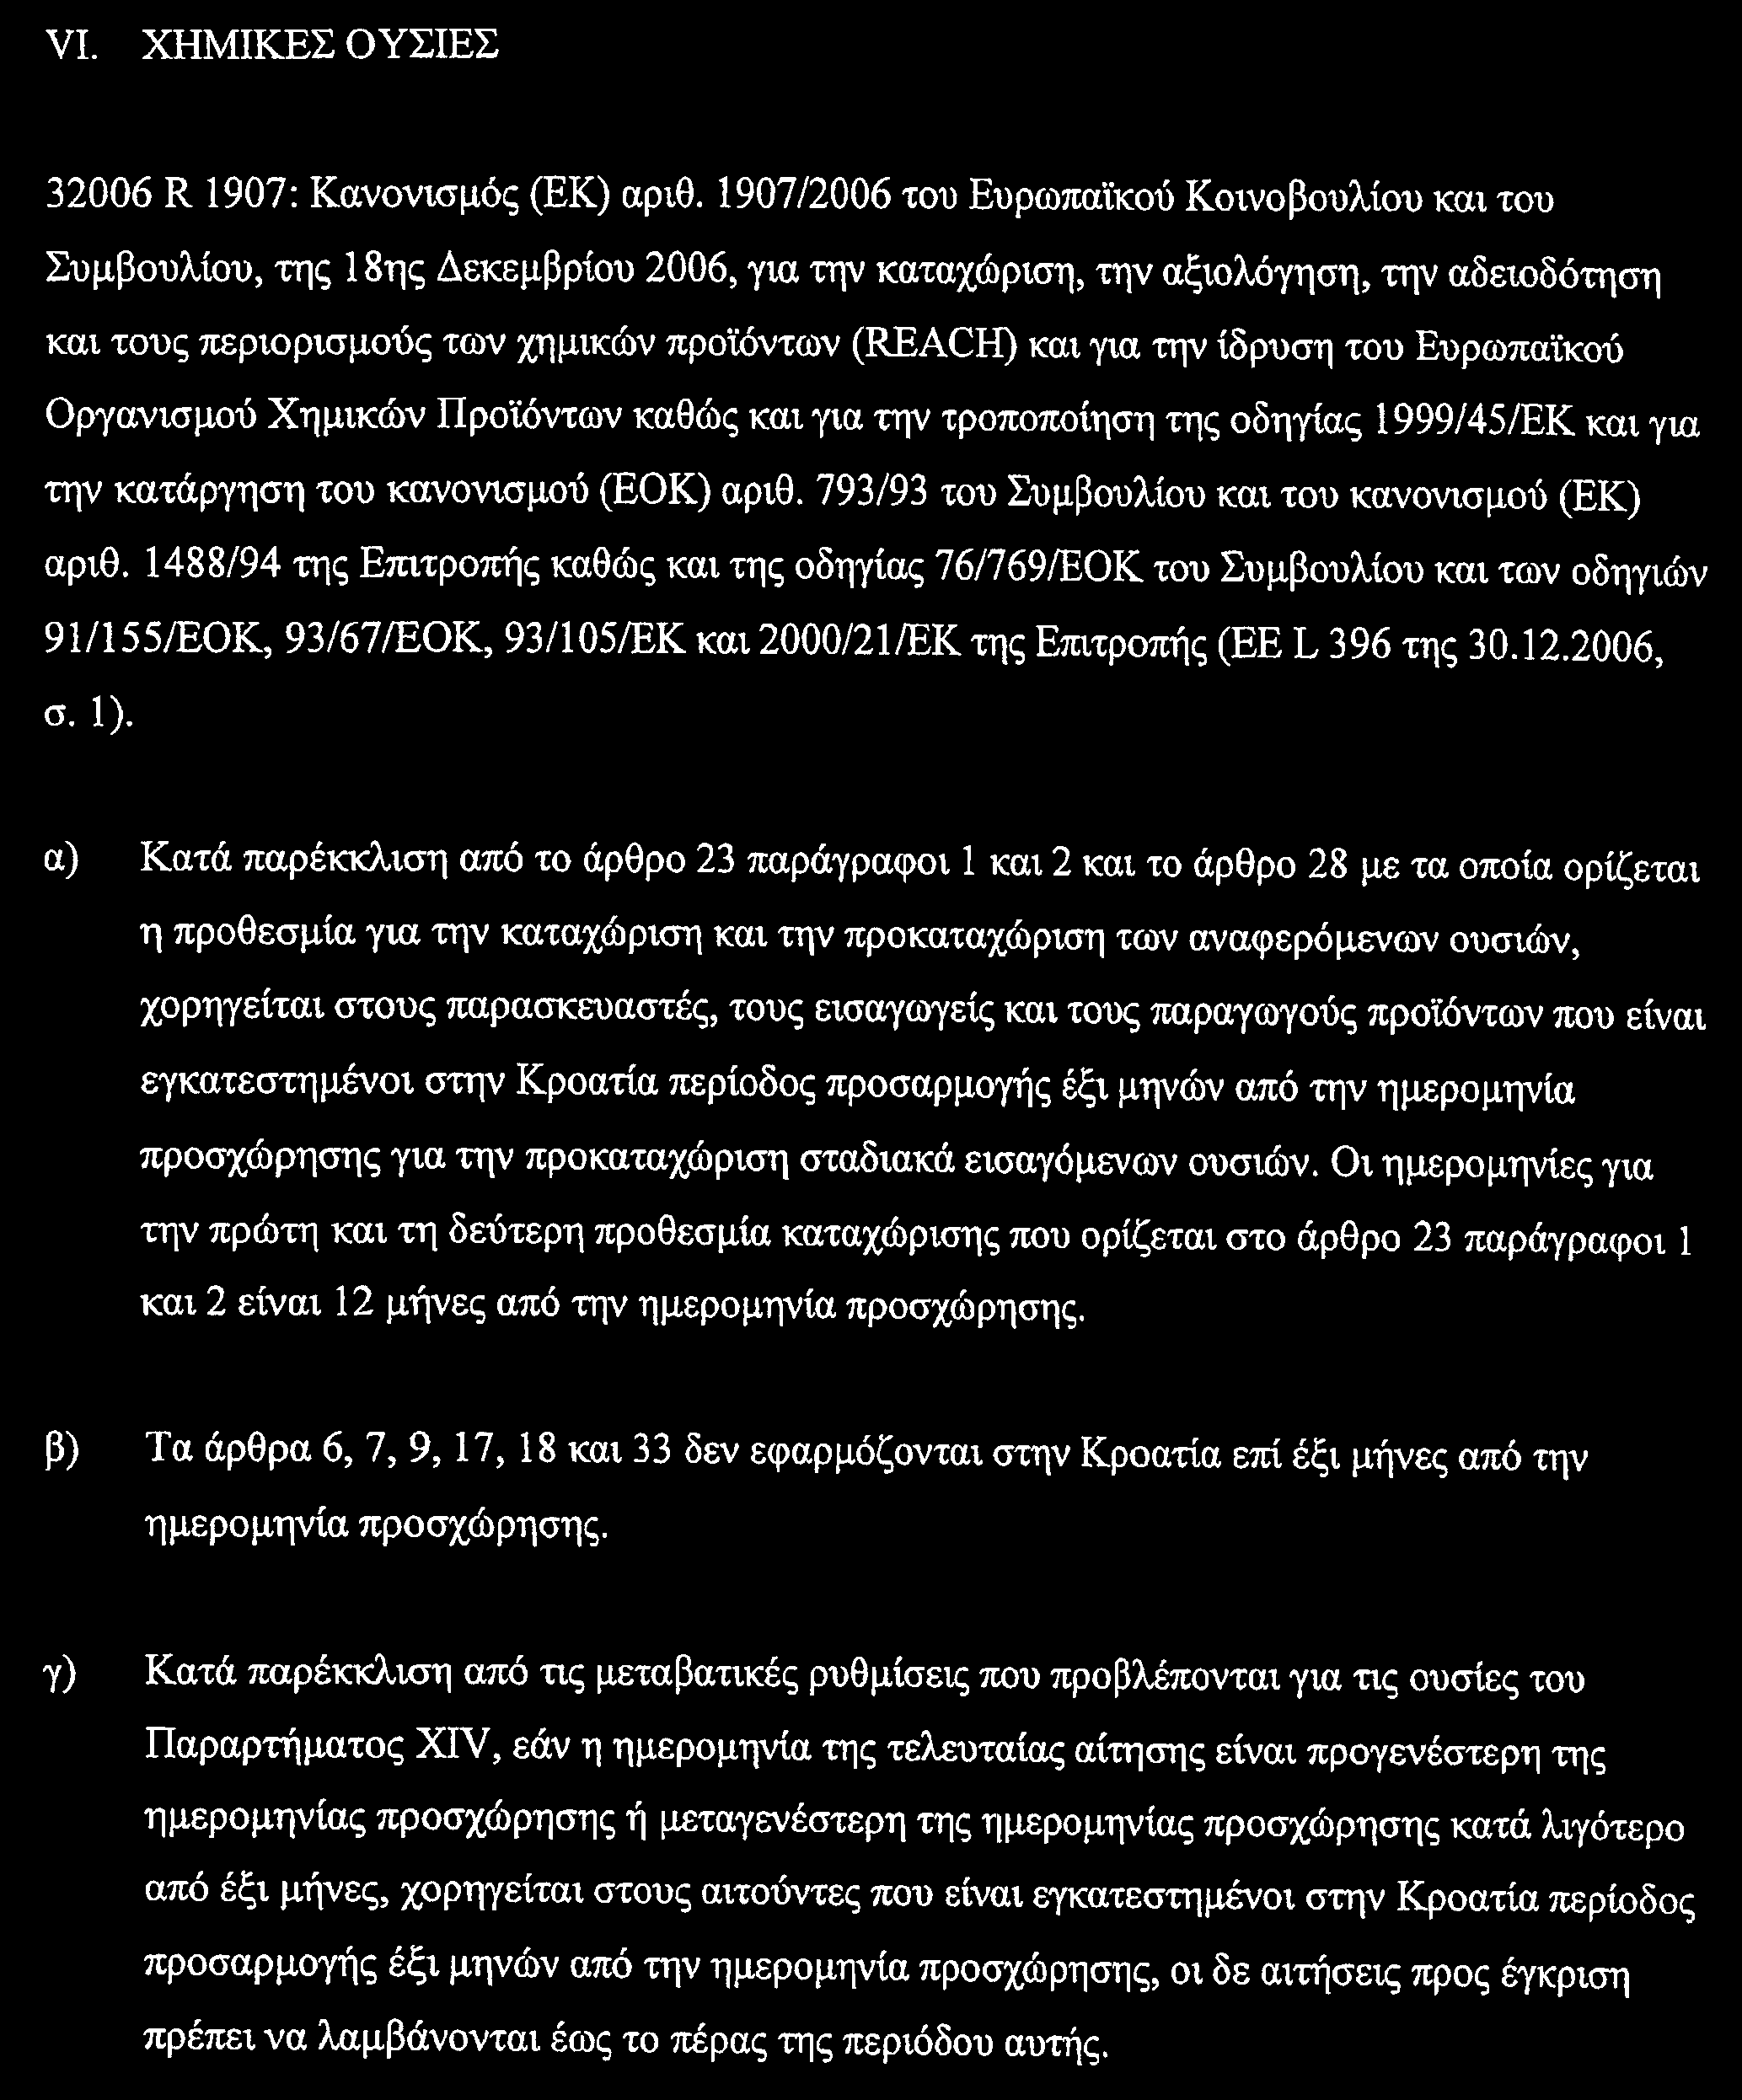 VI. ΧΗΜΙΚΕΣ ΟΥΣΙΕΣ
32006 R 1907: Κανονισμός (ΕΚ) αριθ. 1907/2006 του Ευρωπαϊκού Κοινοβουλίου και του
Συμβουλίου, της 18ης Δεκεμβρίου 2006, για την καταχώριση, την αξιολόγηση, την αδειοδότηση
και τους περιορισμούς των χημικών προϊόντων (REACH) και για την ίδρυση του Ευρωπαϊκού
Οργανισμού Χημικών Προϊόντων καθώς και για την τροποποίηση της οδηγίας 1999/45/ΕΚ και για
την κατάργηση του κανονισμού (ΕΟΚ) αριθ. 793/93 του Συμβουλίου και του κανονισμού (ΕΚ)
αριθ. 1488/94 της Επιτροπής καθώς και της οδηγίας 76/769/ΕΟΚ του Συμβουλίου και των οδηγιών
91/155/ΕΟΚ, 93/67/ΕΟΚ, 93/105/ΕΚ και 2000/21/ΕΚ της Επιτροπής (ΕΕ L 396 της 30.12.2006,
σ. 1).
α) Κατά παρέκκλιση από το άρθρο 23 παράγραφοι 1 και 2 και το άρθρο 28 με τα οποία ορίζεται
η προθεσμία για την καταχώριση και την προκαταχώριση των αναφερόμενων ουσιών,
χορηγείται στους παρασκευαστές, τους εισαγωγείς και τους παραγωγούς προϊόντων που είναι
εγκατεστημένοι στην Κροατία περίοδος προσαρμογής έξι μηνών από την ημερομηνία
προσχώρησης για την προκαταχώριση σταδιακά εισαγόμενων ουσιών. Οι ημερομηνίες για
την πρώτη και τη δεύτερη προθεσμία καταχώρισης που ορίζεται στο άρθρο 23 παράγραφοι 1
και 2 είναι 12 μήνες από την ημερομηνία προσχώρησης.
β) Τα άρθρα 6, 7, 9, 17, 18 και 33 δεν εφαρμόζονται στην Κροατία επί έξι μήνες από την
ημερομηνία προσχώρησης.
γ) Κατά παρέκκλιση από τις μεταβατικές ρυθμίσεις που προβλέπονται για τις ουσίες του
Παραρτήματος XIV, εάν η ημερομηνία της τελευταίας αίτησης είναι προγενέστερη της
ημερομηνίας προσχώρησης ή μεταγενέστερη της ημερομηνίας προσχώρησης κατά λιγότερο
από έξι μήνες, χορηγείται στους αιτούντες που είναι εγκατεστημένοι στην Κροατία περίοδος
προσαρμογής έξι μηνών από την ημερομηνία προσχώρησης, οι δε αιτήσεις προς έγκριση
πρέπει να λαμβάνονται έως το πέρας της περιόδου αυτής.